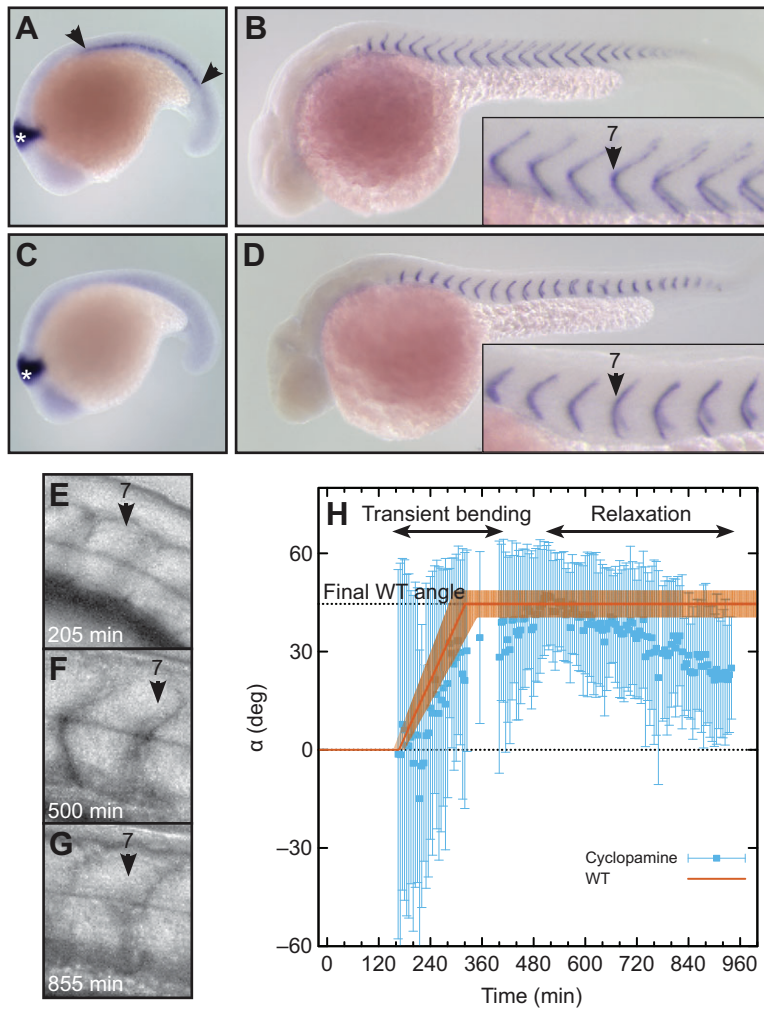 A
B
*
7
C
D
*
7
E
7
205 min
F
7
500 min
G
7
855 min
H
Transient bending
Relaxation
Final WT angle
60
30
0
–30
–60
α (deg)
Cyclopamine
WT
0 120 240 360 480 600 720 840 960
Time (min)